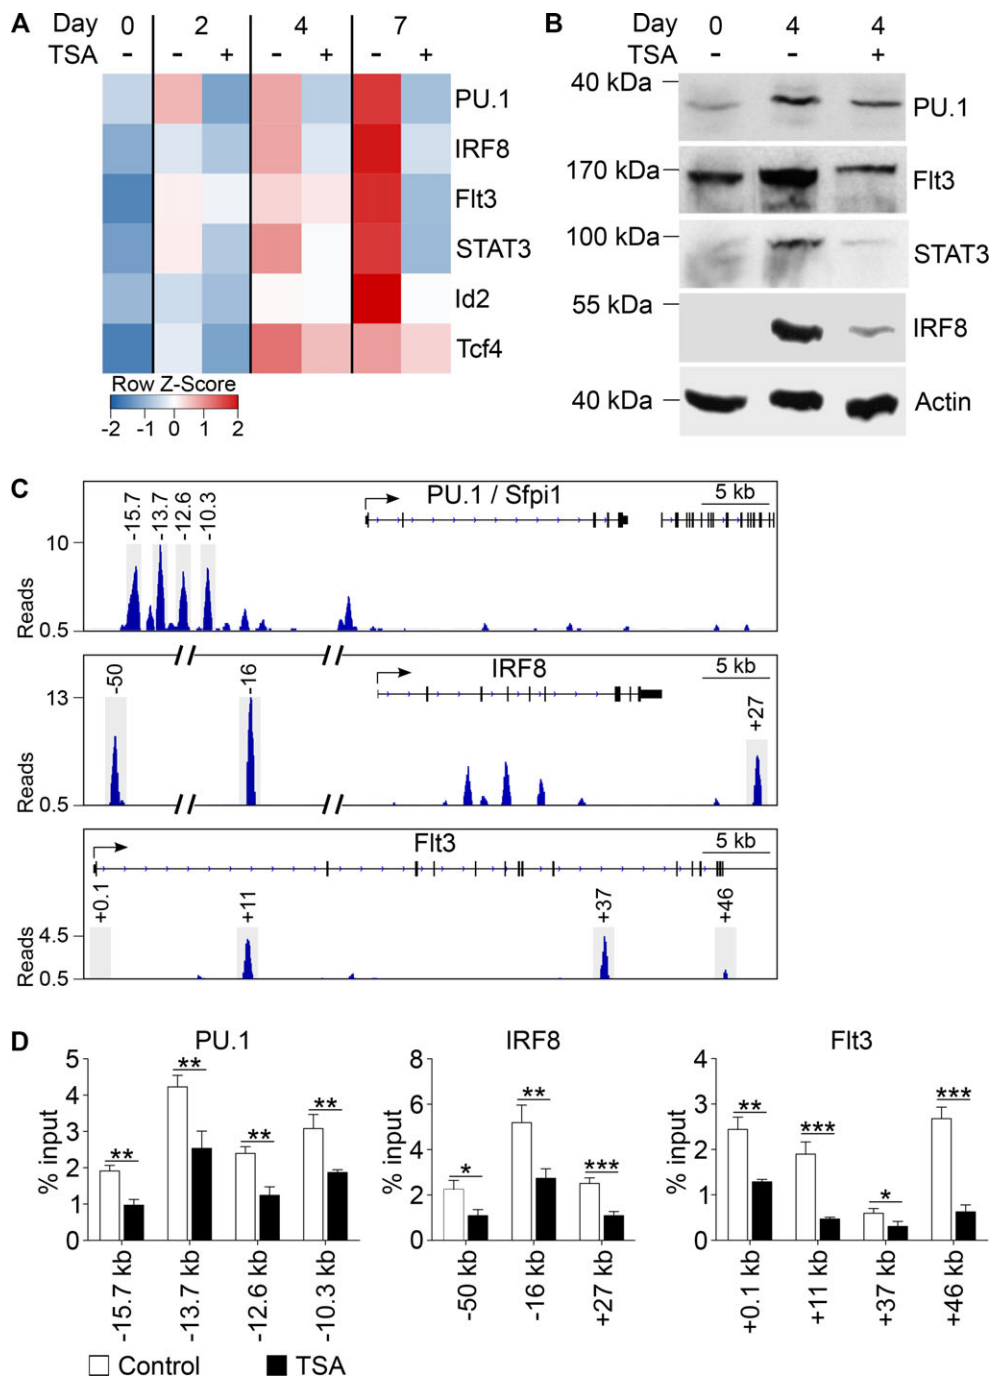 A Day 0 2 4 7
TSA - - + - + - +
PU.1
IRF8
Flt3
STAT3
Id2
Tcf4
Row Z-Score
-2 -1 0 1 2
B Day 0 4 4
TSA - - +
40 kDa PU.1
170 kDa Flt3
100 kDa STAT3
55 kDa IRF8
40 kDa Actin
C
-15.7 -13.7 -12.6 -10.3 PU.1 / Sfpi1 5 kb
10
Reads
0.5
-50 -16 IRF8 5 kb
13
+27
Reads
0.5
Flt3 5 kb
+0.1 +11 +37 +46
4.5
Reads
0.5
D PU.1 IRF8 Flt3
% input
5
4
3
2
1
0
** ** ** **
-15.7 kb -13.7 kb -12.6 kb -10.3 kb
% input
8
6
4
2
0
* ** ***
-50 kb -16 kb +27 kb
% input
4
3
2
1
0
** *** * ***
+0.1 kb +11 kb +37 kb +46 kb
Control TSA